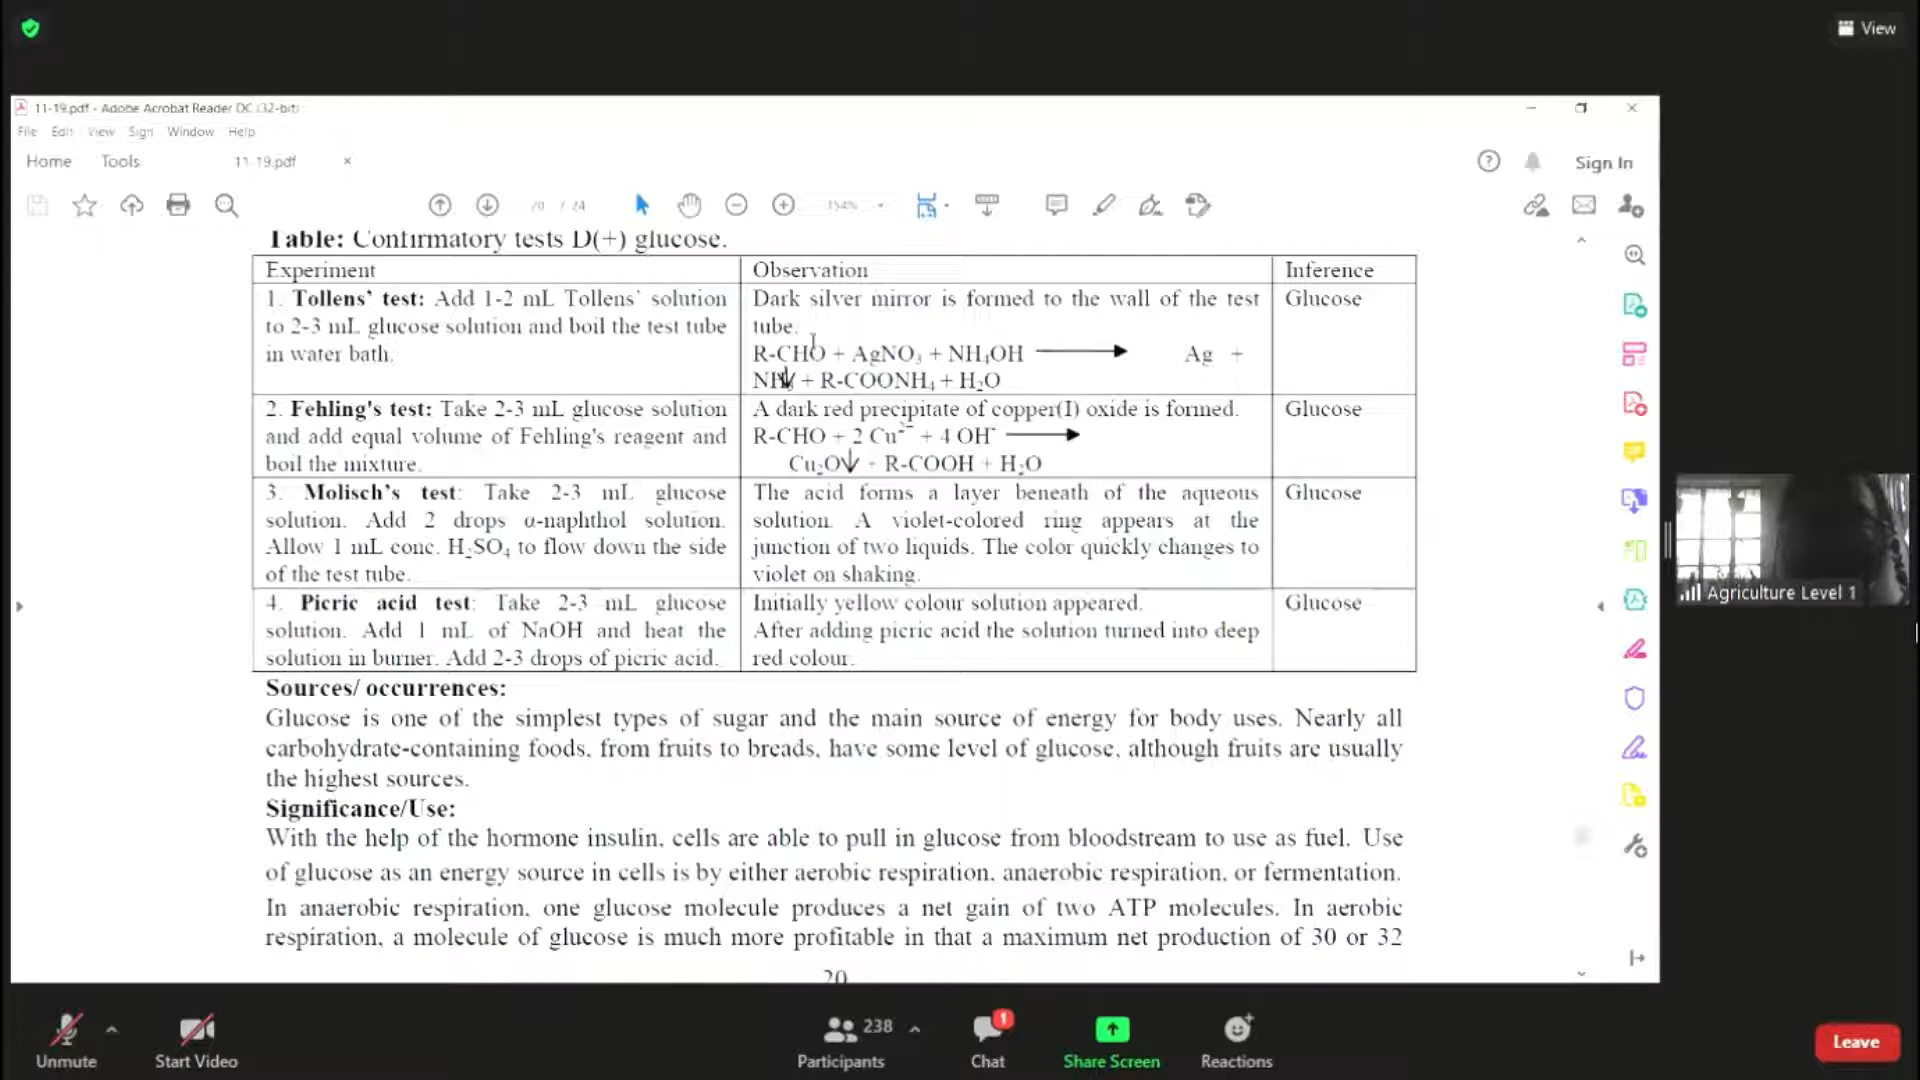 View
11-19.pdf - Adobe Acrobat Reader DC (32-bit)
File Edit View Sign Window Help
Home Tools 11-19.pdf × Sign In
20 / 24 154%
Table: Confirmatory tests D(+) glucose.
Experiment Observation Inference
1. Tollens' test: Add 1-2 mL Tollens' solution
to 2-3 mL glucose solution and boil the test tube
in water bath.
Dark silver mirror is formed to the wall of the test
tube.
R-CHO + AgNO₃ + NH₄OH ⟶ Ag +
NH₃ + R-COONH₄ + H₂O
Glucose
2. Fehling's test: Take 2-3 mL glucose solution
and add equal volume of Fehling's reagent and
boil the mixture.
A dark red precipitate of copper(I) oxide is formed.
R-CHO + 2 Cu²⁺ + 4 OH⁻ ⟶
Cu₂O↓ + R-COOH + H₂O
Glucose
3. Molisch's test: Take 2-3 mL glucose
solution. Add 2 drops α-naphthol solution.
Allow 1 mL conc. H₂SO₄ to flow down the side
of the test tube.
The acid forms a layer beneath of the aqueous
solution. A violet-colored ring appears at the
junction of two liquids. The color quickly changes to
violet on shaking.
Glucose
4. Picric acid test: Take 2-3 mL glucose
solution. Add 1 mL of NaOH and heat the
solution in burner. Add 2-3 drops of picric acid.
Initially yellow colour solution appeared.
After adding picric acid the solution turned into deep
red colour.
Glucose
Sources/ occurrences:
Glucose is one of the simplest types of sugar and the main source of energy for body uses. Nearly all
carbohydrate-containing foods, from fruits to breads, have some level of glucose, although fruits are usually
the highest sources.
Significance/Use:
With the help of the hormone insulin, cells are able to pull in glucose from bloodstream to use as fuel. Use
of glucose as an energy source in cells is by either aerobic respiration, anaerobic respiration, or fermentation.
In anaerobic respiration, one glucose molecule produces a net gain of two ATP molecules. In aerobic
respiration, a molecule of glucose is much more profitable in that a maximum net production of 30 or 32
20
Agriculture Level 1
238 1
Unmute Start Video Participants Chat Share Screen Reactions Leave